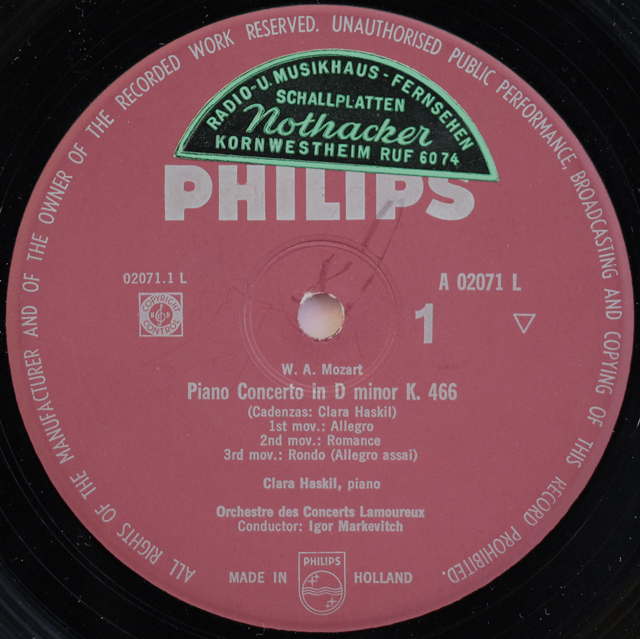 ALL RIGHTS OF THE MANUFACTURER AND OF THE OWNER OF THE RECORDED WORK RESERVED. UNAUTHORISED PUBLIC PERFORMANCE, BROADCASTING AND COPYING OF THIS RECORD PROHIBITED.
RADIO-U. MUSIKHAUS - FERNSEHEN
SCHALLPLATTEN
Nothacker
KORNWESTHEIM RUF 6074
PHILIPS
02071.1 L
A 02071 L
COPYRIGHT
B
CONTROL
1
W. A. Mozart
Piano Concerto in D minor K. 466
(Cadenzas: Clara Haskil)
1st mov.: Allegro
2nd mov.: Romance
3rd mov.: Rondo (Allegro assai)
Clara Haskil, piano
Orchestre des Concerts Lamoureux
Conductor: Igor Markevitch
PHILIPS
MADE IN HOLLAND